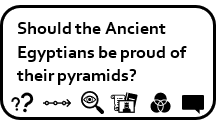 Should the Ancient
Egyptians be proud of
their pyramids?
??